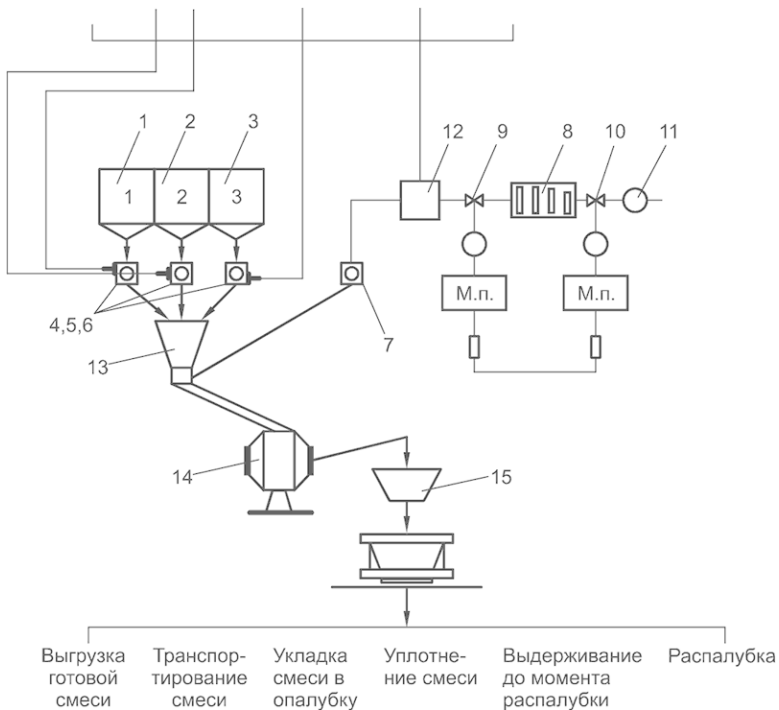 1 2 3
12 9 8 10 11
1 2 3
М.п. М.п.
4,5,6
7
13
14
15
Выгрузка
готовой
смеси
Транспор-
тирование
смеси
Укладка
смеси в
опалубку
Уплотне-
ние смеси
Выдерживание
до момента
распалубки
Распалубка